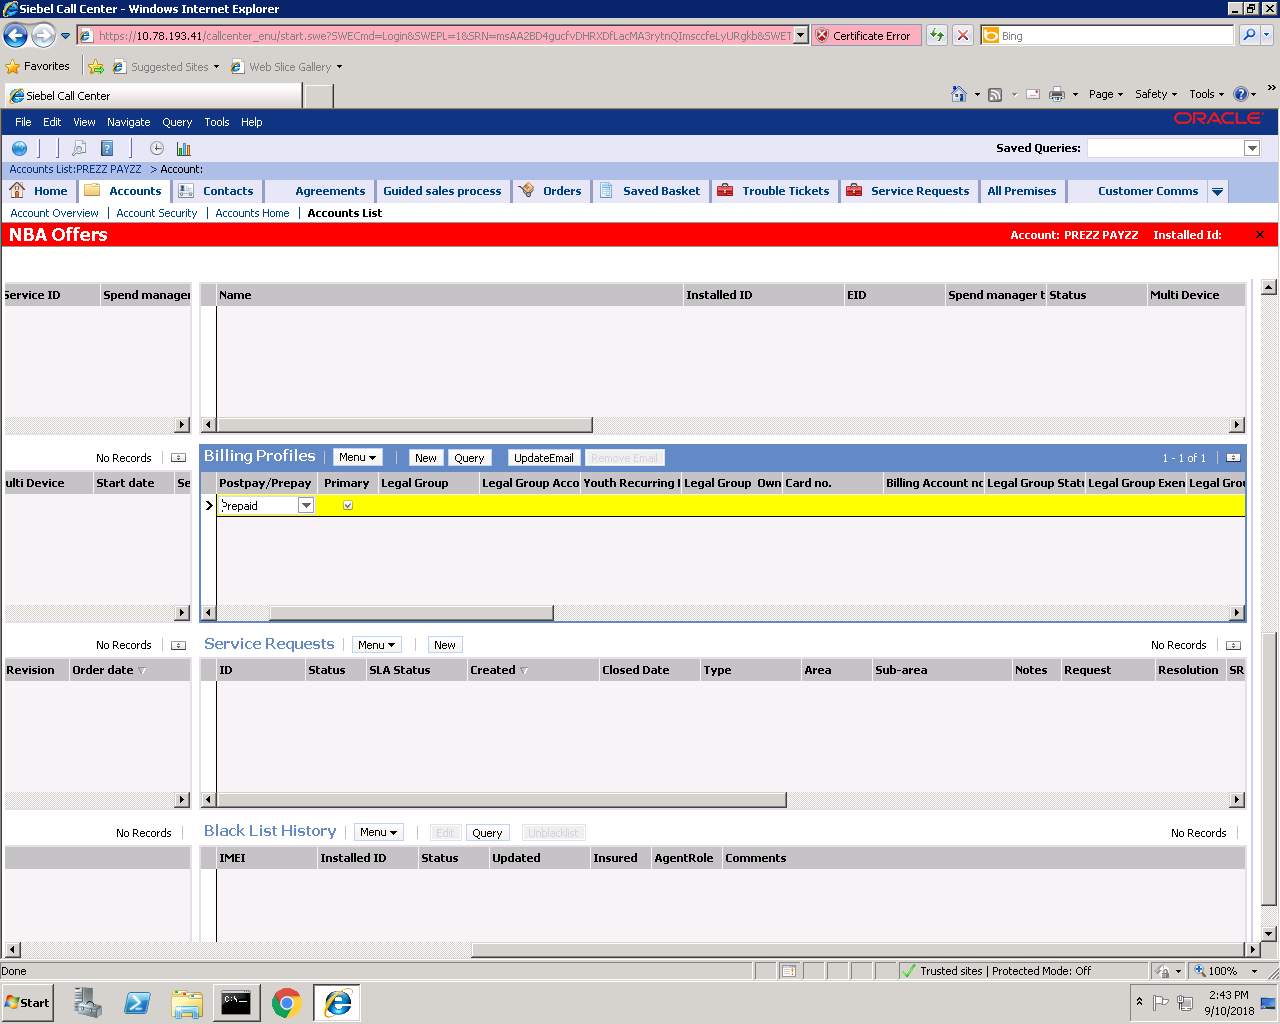 Siebel Call Center - Windows Internet Explorer
https://10.78.193.41/callcenter_enu/start.swe?SWECmd=Login&SWEPL=1&SRN=msAA2BD4gucfvDHRXDfLacMA3rytnQImsccfeLyURgkb&SWET
Certificate Error
Bing
Favorites
Suggested Sites
Web Slice Gallery
Siebel Call Center
Page
Safety
Tools
File Edit View Navigate Query Tools Help
ORACLE
Saved Queries:
Accounts List:PREZZ PAYZZ > Account:
Home Accounts Contacts Agreements Guided sales process Orders Saved Basket Trouble Tickets Service Requests All Premises Customer Comms
Account Overview | Account Security | Accounts Home | Accounts List
NBA Offers
Account: PREZZ PAYZZ Installed Id:
Service ID Spend manager
Name Installed ID EID Spend manager t Status Multi Device
No Records
Billing Profiles Menu New Query UpdateEmail Remove Email 1 - 1 of 1
ulti Device Start date Se
Postpay/Prepay Primary Legal Group Legal Group Acco Youth Recurring Legal Group Own Card no. Billing Account no Legal Group Statu Legal Group Exen Legal Grou
Prepaid
No Records
Service Requests Menu New No Records
Revision Order date
ID Status SLA Status Created Closed Date Type Area Sub-area Notes Request Resolution SR
No Records
Black List History Menu Edit Query Unblacklist No Records
IMEI Installed ID Status Updated Insured AgentRole Comments
Done
Trusted sites | Protected Mode: Off
100%
Start
C:\.
2:43 PM
9/10/2018